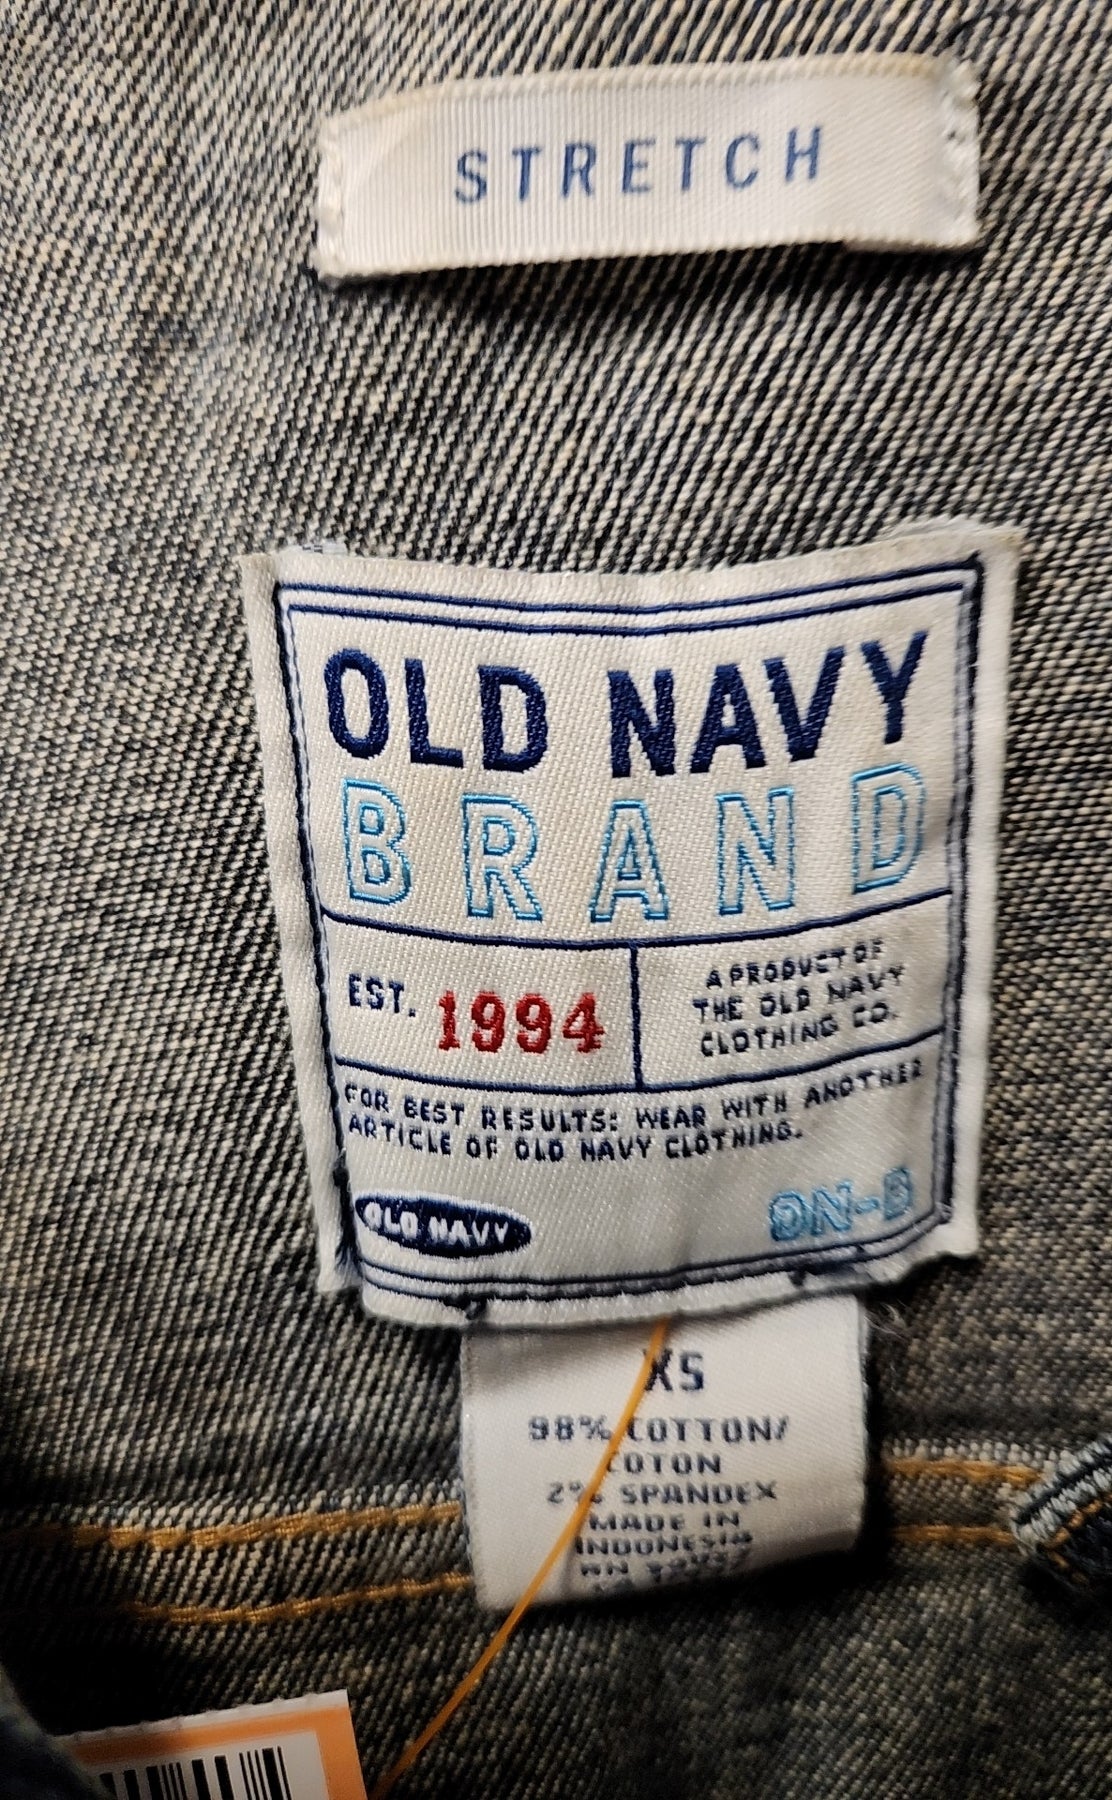 STRETCH
OLD NAVY
BRAND
EST. 1994
A PRODUCT OF
THE OLD NAVY
CLOTHING CO.
FOR BEST RESULTS: WEAR WITH ANOTHER
ARTICLE OF OLD NAVY CLOTHING.
OLD NAVY
ON-B
XS
98% COTTON/
COTON
2% SPANDEX
MADE IN
INDONESIA
RN